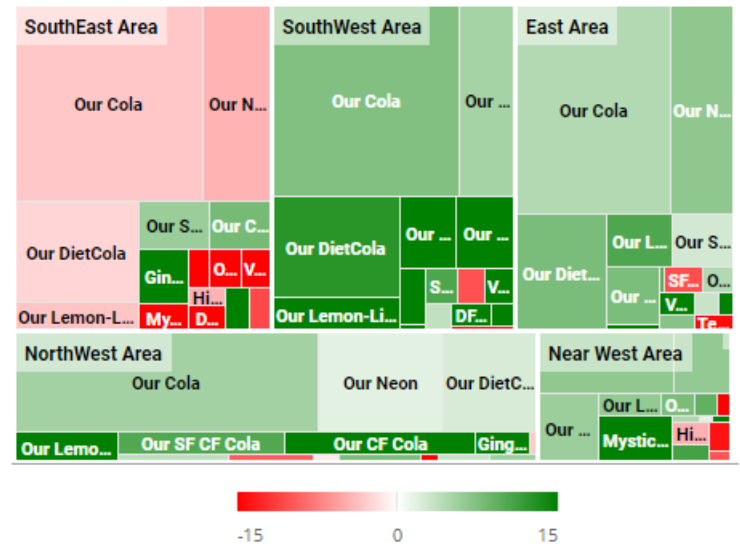 SouthEast Area
Our Cola
Our N...
Our DietCola
Our S...
Our C...
Gin...
O...
V...
Hi...
Our Lemon-L...
My...
D...
SouthWest Area
Our Cola
Our ...
Our DietCola
Our ...
Our ...
S...
V...
Our Lemon-Li...
DF...
East Area
Our Cola
Our N...
Our Diet...
Our L...
Our S...
Our ...
SF...
O...
V...
Te...
NorthWest Area
Our Cola
Our Neon
Our DietC...
Our Lemo...
Our SF CF Cola
Our CF Cola
Ging...
Near West Area
Our ...
Our L...
O...
Mystic...
Hi...
-15
0
15